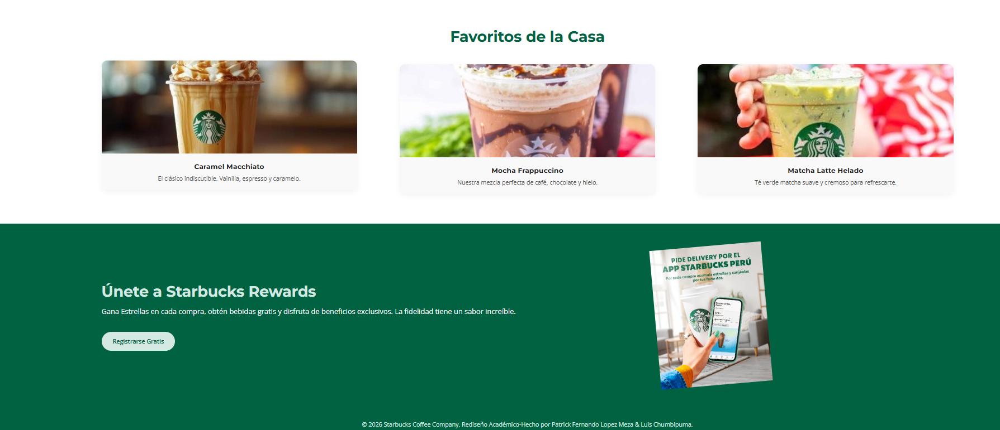 Favoritos de la Casa
Caramel Macchiato
El clásico indiscutible. Vainilla, espresso y caramelo.
Mocha Frappuccino
Nuestra mezcla perfecta de café, chocolate y hielo.
Matcha Latte Helado
Té verde matcha suave y cremoso para refrescarte.
Únete a Starbucks Rewards
Gana Estrellas en cada compra, obtén bebidas gratis y disfruta de beneficios exclusivos. La fidelidad tiene un sabor increíble.
Registrarse Gratis
PIDE DELIVERY POR EL
APP STARBUCKS PERÚ
Por cada compra acumula estrellas y canjéalas
por tus favoritos
177
© 2026 Starbucks Coffee Company. Rediseño Académico-Hecho por Patrick Fernando Lopez Meza & Luis Chumbipuma.